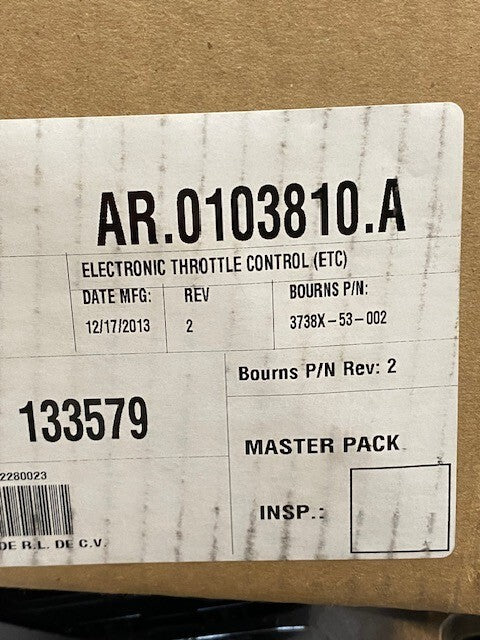 AR.0103810.A
ELECTRONIC THROTTLE CONTROL (ETC)
DATE MFG: REV BOURNS P/N:
12/17/2013 2 3738X-53-002
Bourns P/N Rev: 2
133579
MASTER PACK
2280023
INSP.:
DE R.L. DE C.V.